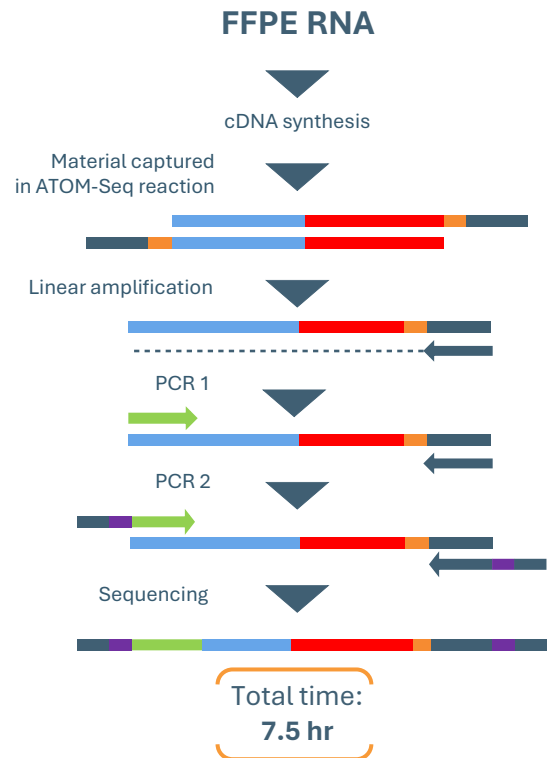 FFPE RNA
cDNA synthesis
Material captured
in ATOM-Seq reaction
Linear amplification
PCR 1
PCR 2
Sequencing
Total time:
7.5 hr